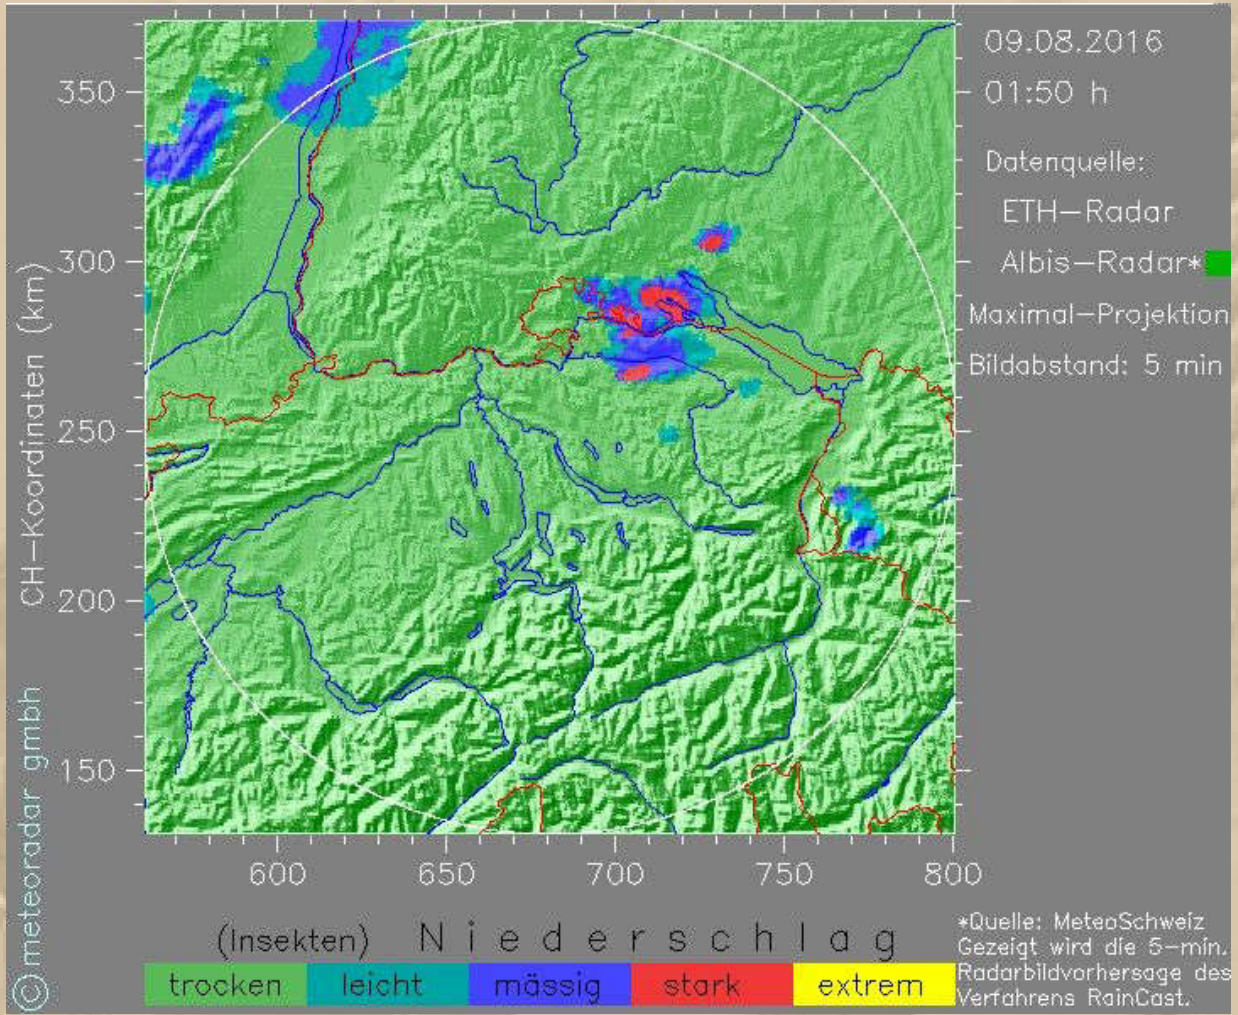 09.08.2016
01:50 h
Datenquelle:
ETH-Radar
Albis-Radar*
Maximal-Projektion
Bildabstand: 5 min
CH-Koordinaten (km)
350
300
250
200
150
600 650 700 750 800
©meteoradar gmbh
(Insekten) Niederschlag
trocken leicht mässig stark extrem
*Quelle: MeteoSchweiz
Gezeigt wird die 5-min.
Radarbildvorhersage des
Verfahrens RainCast.